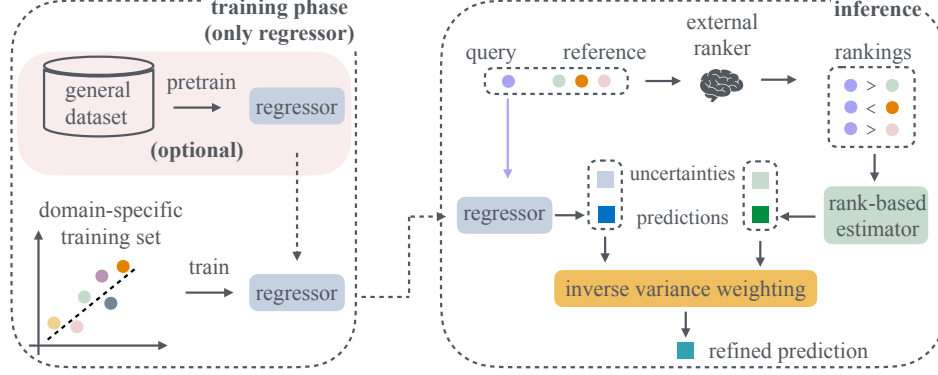 training phase
(only regressor)
general
dataset
pretrain
regressor
(optional)
domain-specific
training set
train
regressor
inference
query
reference
external
ranker
rankings
>
<
>
uncertainties
predictions
regressor
rank-based
estimator
inverse variance weighting
refined prediction